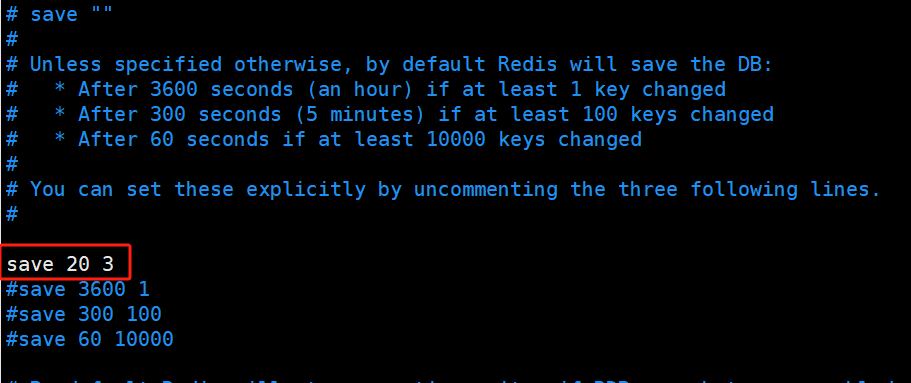 # save ""
#
# Unless specified otherwise, by default Redis will save the DB:
#   * After 3600 seconds (an hour) if at least 1 key changed
#   * After 300 seconds (5 minutes) if at least 100 keys changed
#   * After 60 seconds if at least 10000 keys changed
#
# You can set these explicitly by uncommenting the three following lines.
#
save 20 3
#save 3600 1
#save 300 100
#save 60 10000